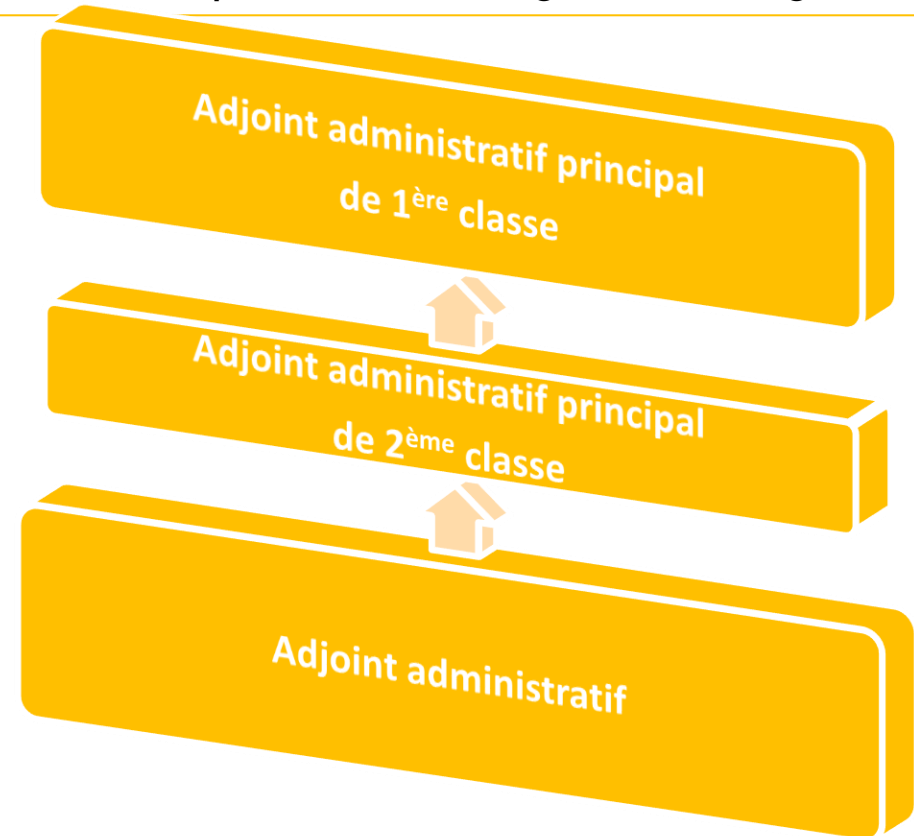 Adjoint administratif principal
de 1ère classe
Adjoint administratif principal
de 2ème classe
Adjoint administratif